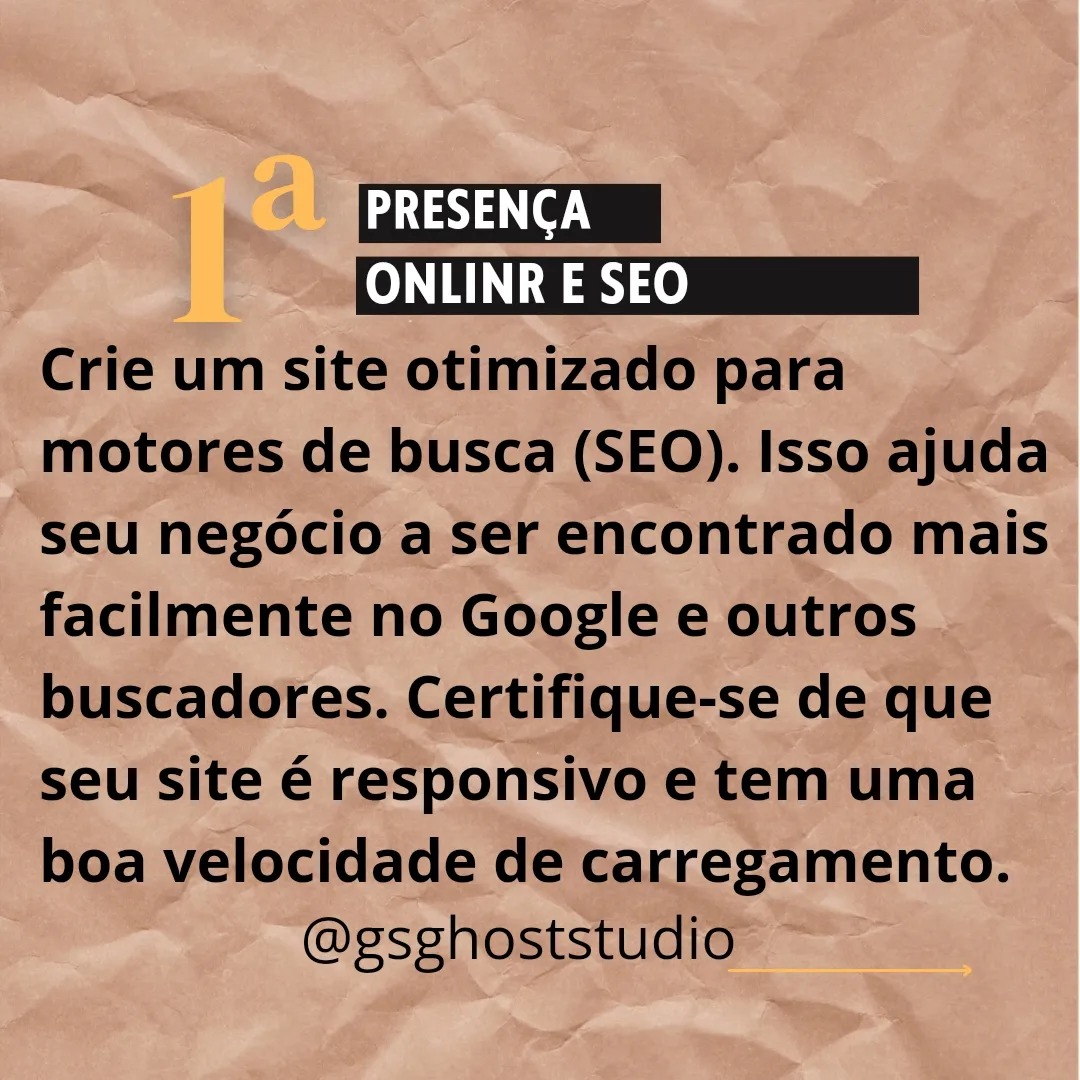 1ª
PRESENÇA
ONLINR E SEO
Crie um site otimizado para
motores de busca (SEO). Isso ajuda
seu negócio a ser encontrado mais
facilmente no Google e outros
buscadores. Certifique-se de que
seu site é responsivo e tem uma
boa velocidade de carregamento.
@gsghoststudio